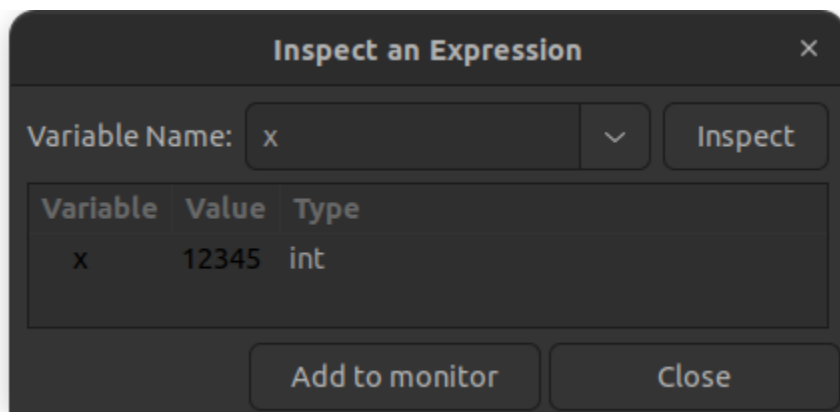 Inspect an Expression ×
Variable Name: x Inspect
Variable Value Type
x 12345 int
Add to monitor Close